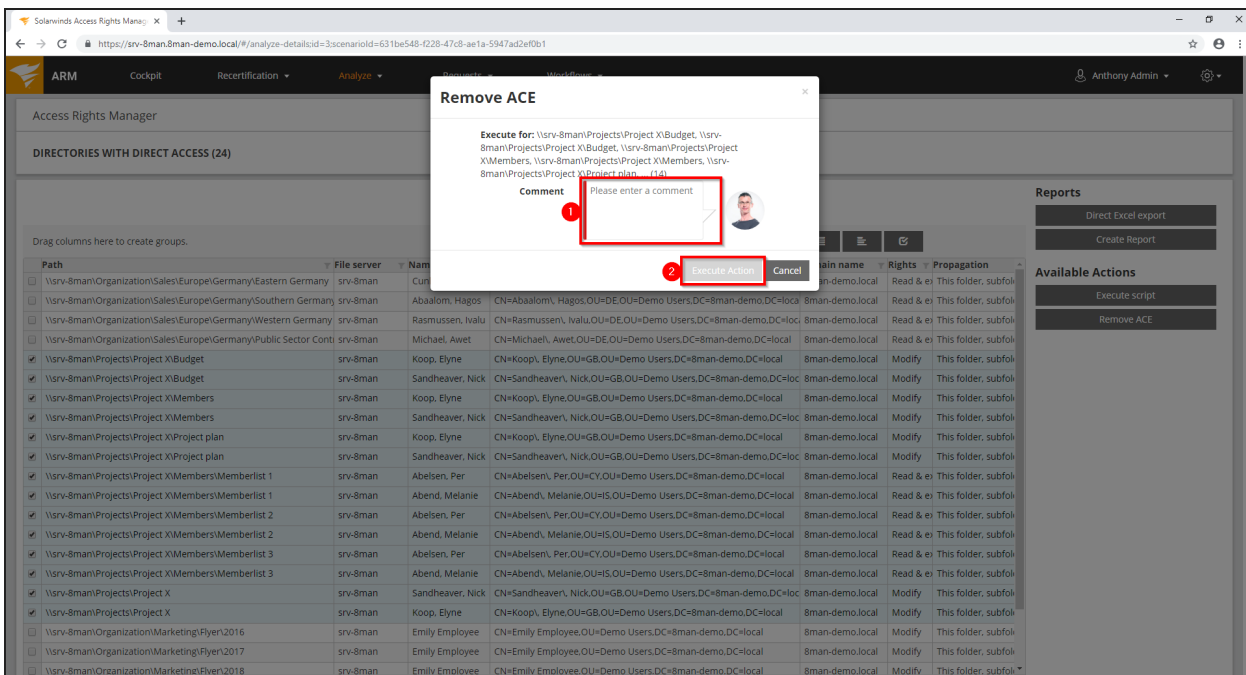 Solarwinds Access Rights Manag
https://srv-8man.8man-demo.local/#/analyze-details;id=3;scenarioId=631be548-f228-47c8-ae1a-5947ad2ef0b1
ARM Cockpit Recertification Analyze Requests Workflows Anthony Admin
Access Rights Manager
DIRECTORIES WITH DIRECT ACCESS (24)
Remove ACE
Execute for: \\srv-8man\Projects\Project X\Budget, \\srv-
8man\Projects\Project X\Budget, \\srv-8man\Projects\Project
X\Members, \\srv-8man\Projects\Project X\Members, \\srv-
8man\Projects\Project X\Project plan, ... (14)
Comment Please enter a comment
1
2 Execute Action Cancel
Reports
Direct Excel export
Create Report
Available Actions
Execute script
Remove ACE
Drag columns here to create groups.
Path File server Nam ain name Rights Propagation
\\srv-8man\Organization\Sales\Europe\Germany\Eastern Germany srv-8man Cun an-demo.local Read & e This folder, subfol
\\srv-8man\Organization\Sales\Europe\Germany\Southern Germany srv-8man Abaalom, Hagos CN=Abaalom\, Hagos,OU=DE,OU=Demo Users,DC=8man-demo,DC=loca 8man-demo.local Read & e This folder, subfol
\\srv-8man\Organization\Sales\Europe\Germany\Western Germany srv-8man Rasmussen, Ivalu CN=Rasmussen\, Ivalu,OU=DE,OU=Demo Users,DC=8man-demo,DC=loc 8man-demo.local Read & e This folder, subfol
\\srv-8man\Organization\Sales\Europe\Germany\Public Sector Cont srv-8man Michael, Awet CN=Michael\, Awet,OU=DE,OU=Demo Users,DC=8man-demo,DC=local 8man-demo.local Read & e This folder, subfol
\\srv-8man\Projects\Project X\Budget srv-8man Koop, Elyne CN=Koop\, Elyne,OU=GB,OU=Demo Users,DC=8man-demo,DC=local 8man-demo.local Modify This folder, subfol
\\srv-8man\Projects\Project X\Budget srv-8man Sandheaver, Nick CN=Sandheaver\, Nick,OU=GB,OU=Demo Users,DC=8man-demo,DC=loc 8man-demo.local Modify This folder, subfol
\\srv-8man\Projects\Project X\Members srv-8man Koop, Elyne CN=Koop\, Elyne,OU=GB,OU=Demo Users,DC=8man-demo,DC=local 8man-demo.local Modify This folder, subfol
\\srv-8man\Projects\Project X\Members srv-8man Sandheaver, Nick CN=Sandheaver\, Nick,OU=GB,OU=Demo Users,DC=8man-demo,DC=loc 8man-demo.local Modify This folder, subfol
\\srv-8man\Projects\Project X\Project plan srv-8man Koop, Elyne CN=Koop\, Elyne,OU=GB,OU=Demo Users,DC=8man-demo,DC=local 8man-demo.local Modify This folder, subfol
\\srv-8man\Projects\Project X\Project plan srv-8man Sandheaver, Nick CN=Sandheaver\, Nick,OU=GB,OU=Demo Users,DC=8man-demo,DC=loc 8man-demo.local Modify This folder, subfol
\\srv-8man\Projects\Project X\Members\Memberlist 1 srv-8man Abelsen, Per CN=Abelsen\, Per,OU=CY,OU=Demo Users,DC=8man-demo,DC=local 8man-demo.local Read & e This folder, subfol
\\srv-8man\Projects\Project X\Members\Memberlist 1 srv-8man Abend, Melanie CN=Abend\, Melanie,OU=IS,OU=Demo Users,DC=8man-demo,DC=local 8man-demo.local Read & e This folder, subfol
\\srv-8man\Projects\Project X\Members\Memberlist 2 srv-8man Abelsen, Per CN=Abelsen\, Per,OU=CY,OU=Demo Users,DC=8man-demo,DC=local 8man-demo.local Read & e This folder, subfol
\\srv-8man\Projects\Project X\Members\Memberlist 2 srv-8man Abend, Melanie CN=Abend\, Melanie,OU=IS,OU=Demo Users,DC=8man-demo,DC=local 8man-demo.local Read & e This folder, subfol
\\srv-8man\Projects\Project X\Members\Memberlist 3 srv-8man Abelsen, Per CN=Abelsen\, Per,OU=CY,OU=Demo Users,DC=8man-demo,DC=local 8man-demo.local Read & e This folder, subfol
\\srv-8man\Projects\Project X\Members\Memberlist 3 srv-8man Abend, Melanie CN=Abend\, Melanie,OU=IS,OU=Demo Users,DC=8man-demo,DC=local 8man-demo.local Read & e This folder, subfol
\\srv-8man\Projects\Project X srv-8man Sandheaver, Nick CN=Sandheaver\, Nick,OU=GB,OU=Demo Users,DC=8man-demo,DC=loc 8man-demo.local Modify This folder, subfol
\\srv-8man\Projects\Project X srv-8man Koop, Elyne CN=Koop\, Elyne,OU=GB,OU=Demo Users,DC=8man-demo,DC=local 8man-demo.local Modify This folder, subfol
\\srv-8man\Organization\Marketing\Flyer\2016 srv-8man Emily Employee CN=Emily Employee,OU=Demo Users,DC=8man-demo,DC=local 8man-demo.local Modify This folder, subfol
\\srv-8man\Organization\Marketing\Flyer\2017 srv-8man Emily Employee CN=Emily Employee,OU=Demo Users,DC=8man-demo,DC=local 8man-demo.local Modify This folder, subfol
\\srv-8man\Organization\Marketing\Flyer\2018 srv-8man Emily Employee CN=Emily Employee,OU=Demo Users,DC=8man-demo,DC=local 8man-demo.local Modify This folder, subfol